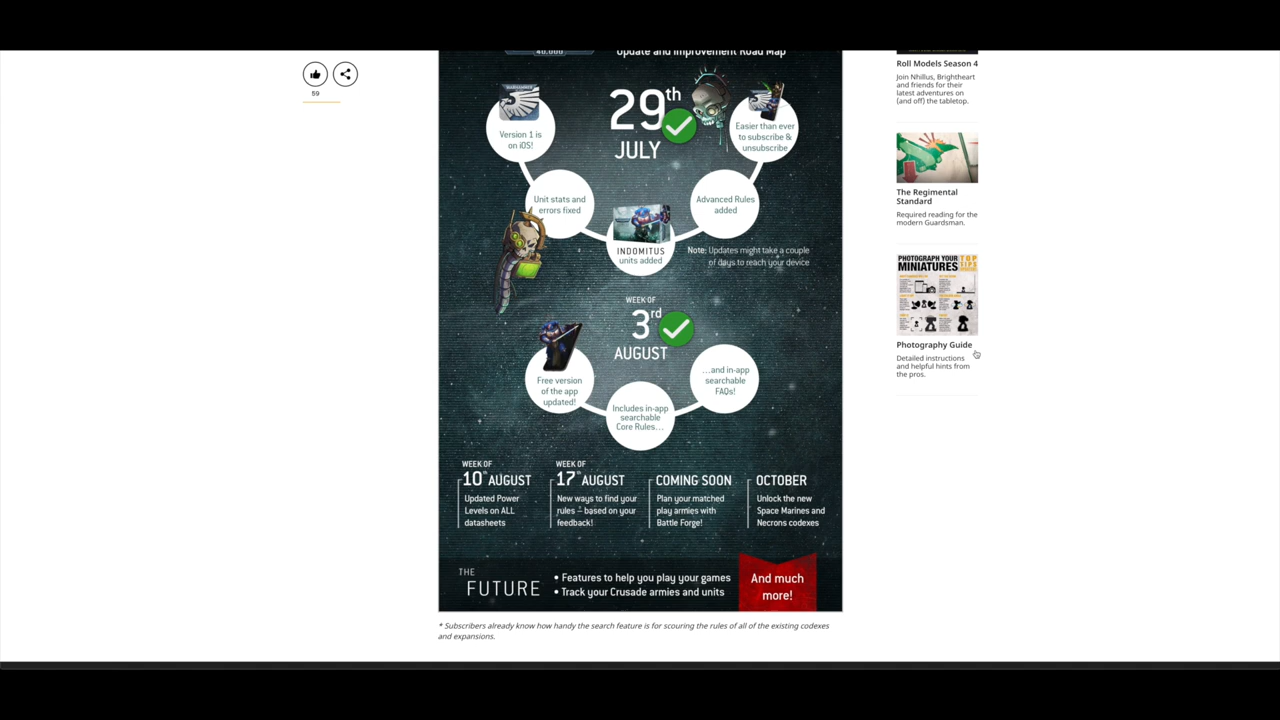 40,000
Update and Improvement Road Map
59
WARHAMMER
Version 1 is
on iOS!
29th
JULY
Easier than ever
to subscribe &
unsubscribe
Unit stats and
errors fixed
INDOMITUS
units added
Advanced Rules
added
Note: Updates might take a couple
of days to reach your device
WEEK OF
3rd
AUGUST
Free version
of the app
updated!
Includes in-app
searchable
Core Rules...
...and in-app
searchable
FAQs!
WEEK OF
10th AUGUST
Updated Power
Levels on ALL
datasheets
WEEK OF
17th AUGUST
New ways to find your
rules – based on your
feedback!
COMING SOON
Plan your matched
play armies with
Battle Forge!
OCTOBER
Unlock the new
Space Marines and
Necrons codexes
THE
FUTURE
• Features to help you play your games
• Track your Crusade armies and units
And much
more!
* Subscribers already know how handy the search feature is for scouring the rules of all of the existing codexes
and expansions.
Roll Models Season 4
Join Nhillus, Brightheart
and friends for their
latest adventures on
(and off) the tabletop.
The Regimental
Standard
Required reading for the
modern Guardsman.
PHOTOGRAPH YOUR
MINIATURES
TOP
TIPS
Photography Guide
Detailed instructions
and helpful hints from
the pros.